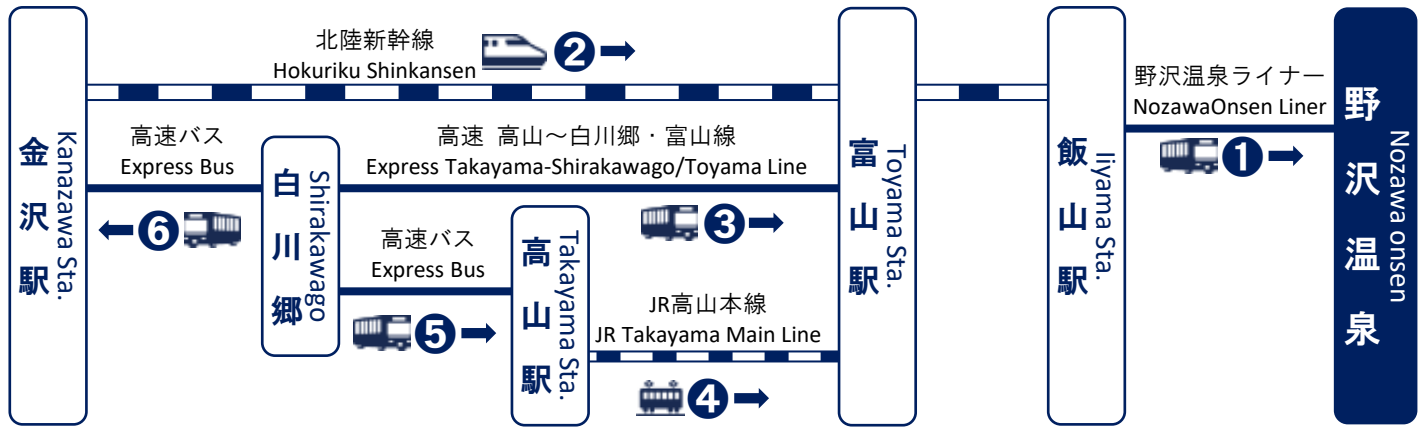 北陸新幹線
Hokuriku Shinkansen
❷
野沢温泉ライナー
NozawaOnsen Liner
❶
高速バス
Express Bus
高速 高山～白川郷・富山線
Express Takayama-Shirakawago/Toyama Line
❻
❸
高速バス
Express Bus
❺
JR高山本線
JR Takayama Main Line
❹
金沢駅
Kanazawa Sta.
白川郷
Shirakawago
高山駅
Takayama Sta.
富山駅
Toyama Sta.
飯山駅
Iiyama Sta.
野沢温泉
Nozawa onsen